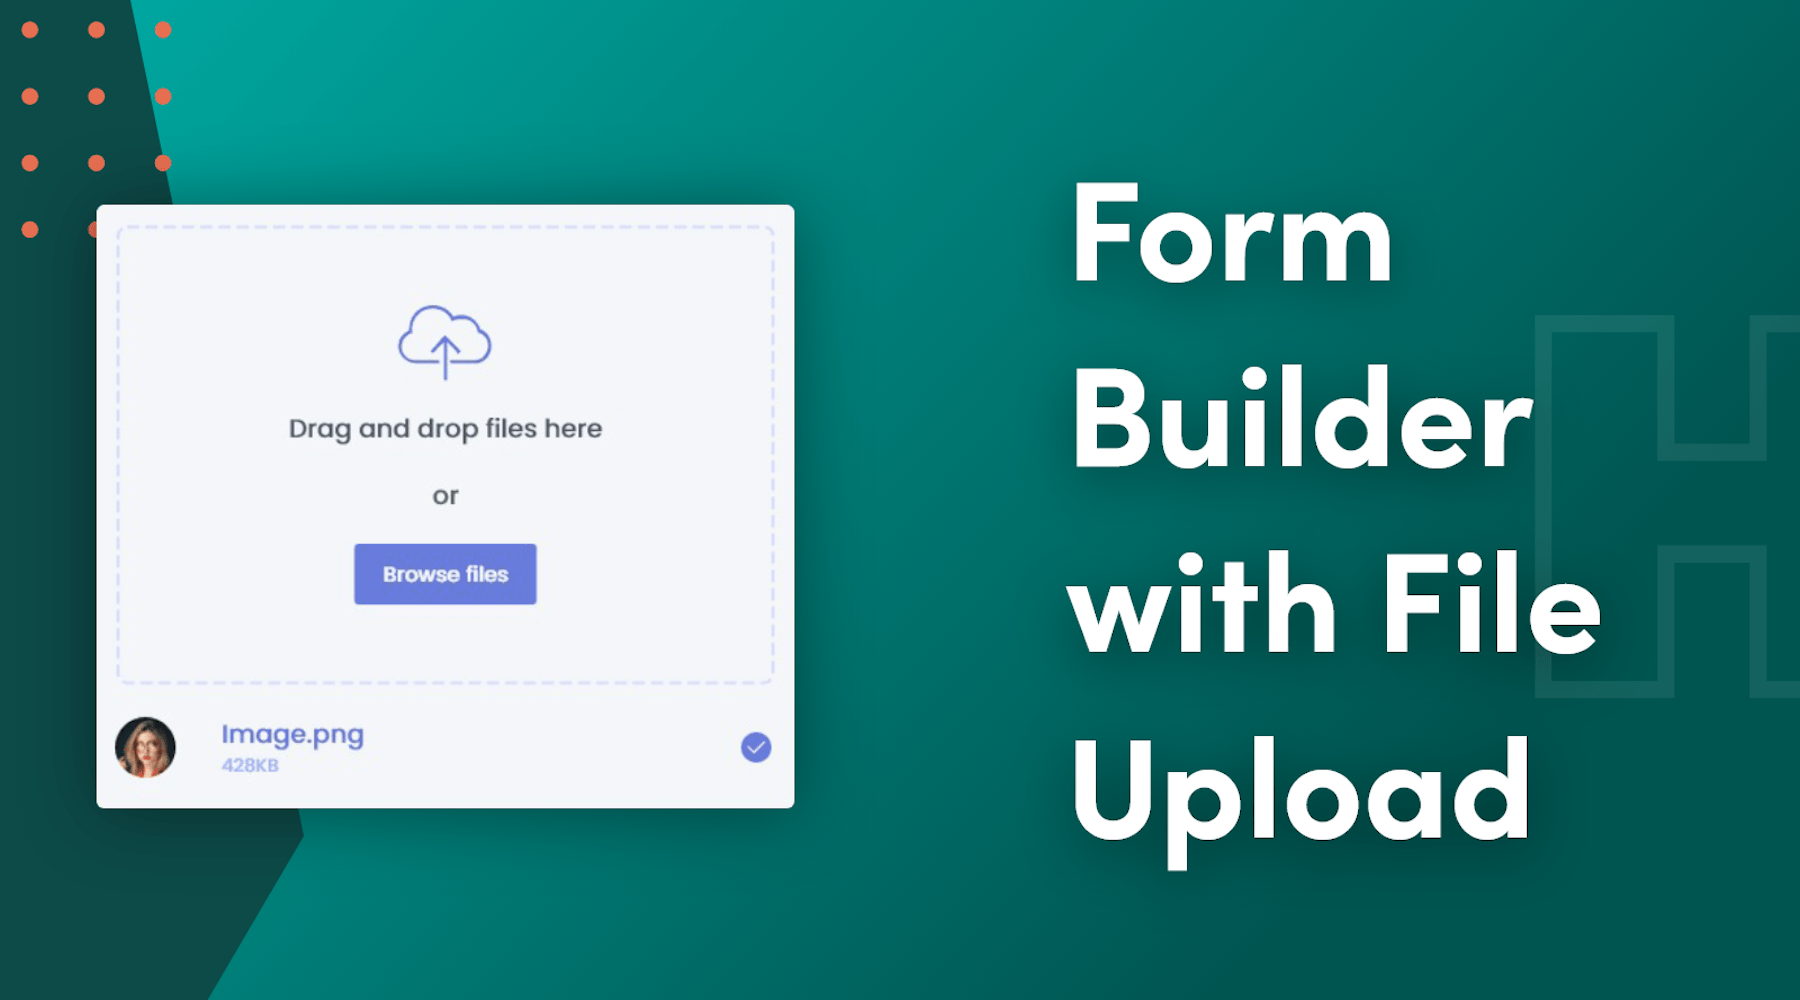 Form
Builder
with File
Upload
Drag and drop files here
or
Browse files
Image.png
428KB